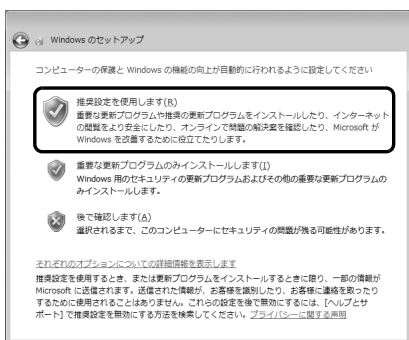 Windows のセットアップ
コンピューターの保護と Windows の機能の向上が自動的に行われるように設定してください
推奨設定を使用します(R)
重要な更新プログラムや推奨の更新プログラムをインストールしたり、インターネット
の閲覧をより安全にしたり、オンラインで問題の解決策を確認したり、Microsoft が
Windows を改善するために役立てたりします。
重要な更新プログラムのみインストールします(I)
Windows 用のセキュリティの更新プログラムおよびその他の重要な更新プログラムの
みインストールします。
後で確認します(A)
選択されるまで、このコンピューターにセキュリティの問題が残る可能性があります。
それぞれのオプションについての詳細情報を表示します
推奨設定を使用するとき、または更新プログラムをインストールするときに限り、一部の情報が
Microsoft に送信されます。送信された情報が、お客様を識別したり、お客様に連絡を取ったり
するために使用されることはありません。これらの設定を後で無効にするには、[ヘルプとサ
ポート] で推奨設定を無効にする方法を検索してください。プライバシーに関する声明